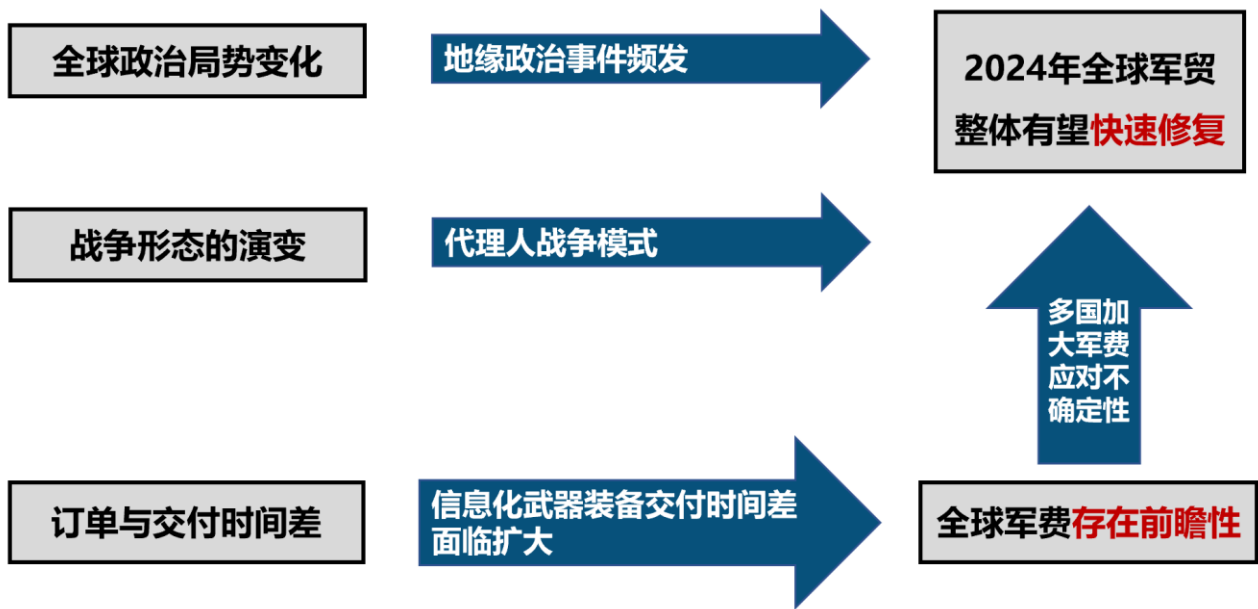 全球政治局势变化
地缘政治事件频发
2024年全球军贸
整体有望快速修复
战争形态的演变
代理人战争模式
多国加
大军费
应对不
确定性
订单与交付时间差
信息化武器装备交付时间差
面临扩大
全球军费存在前瞻性